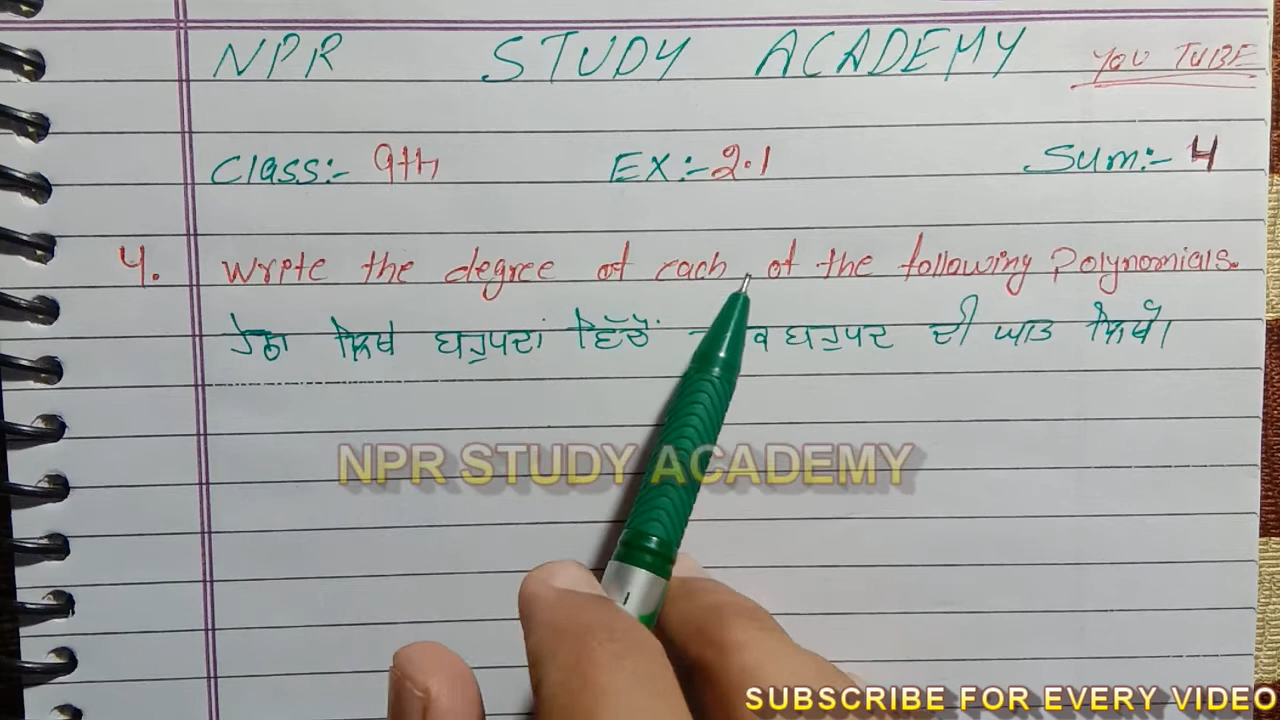 NPR STUDY ACADEMY YOU TUBE
Class:- 9th EX:- 2.1 Sum:- 4
4. Write the degree of each of the following Polynomials.
ਹੇਠਾ ਲਿਖੇ ਬਹੁਪਦਾਂ ਵਿੱਚੋਂ ਬਹੁਪਦ ਦੀ ਘਾਤ ਲਿਖੋ।
NPR STUDY ACADEMY
SUBSCRIBE FOR EVERY VIDEO